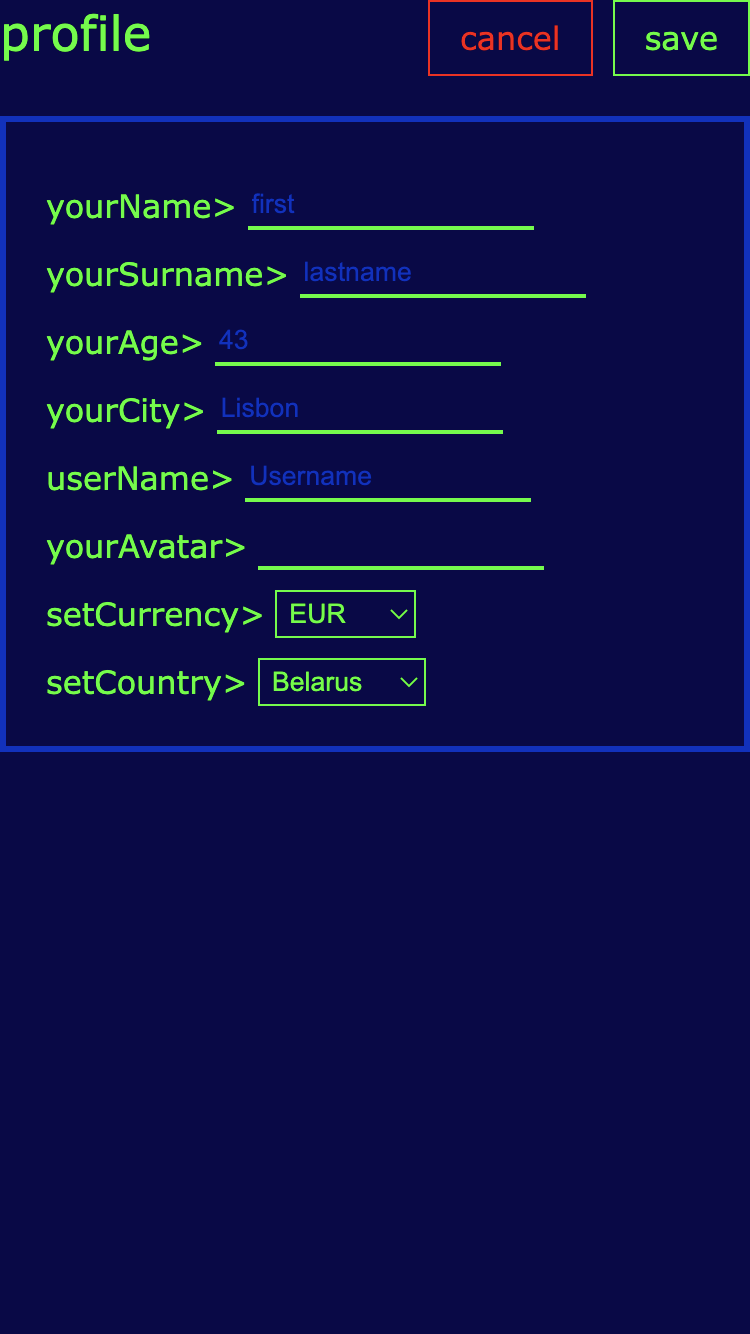 profile cancel save
yourName> first
yourSurname> lastname
yourAge> 43
yourCity> Lisbon
userName> Username
yourAvatar>
setCurrency> EUR
setCountry> Belarus